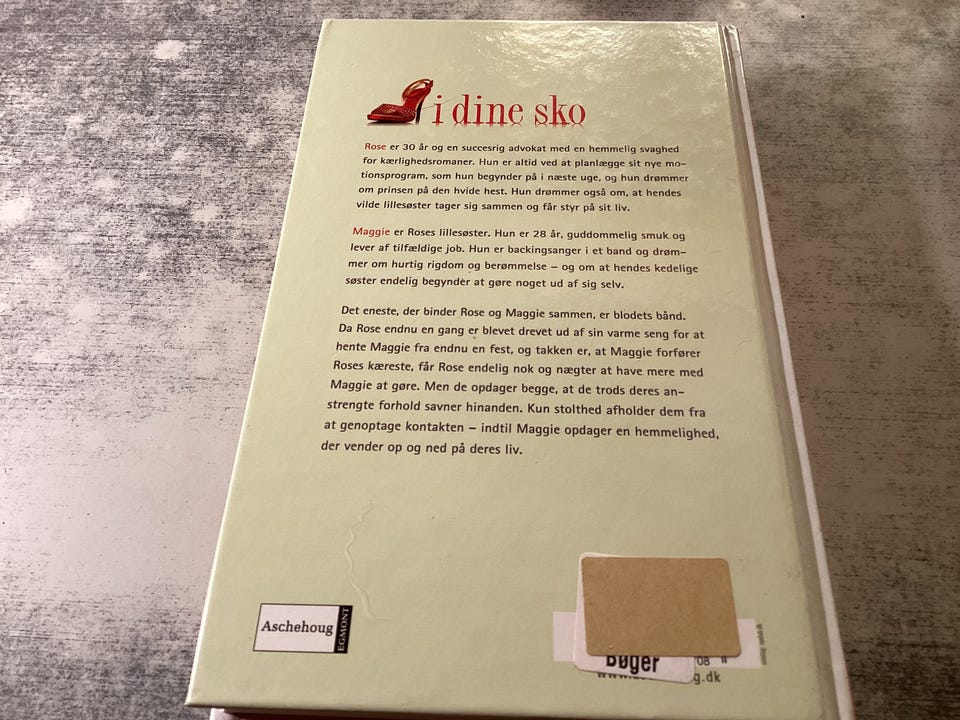 i dine sko
Rose er 30 år og en succesrig advokat med en hemmelig svaghed
for kærlighedsromaner. Hun er altid ved at planlægge sit nye mo-
tionsprogram, som hun begynder på i næste uge, og hun drømmer
om prinsen på den hvide hest. Hun drømmer også om, at hendes
vilde lillesøster tager sig sammen og får styr på sit liv.
Maggie er Roses lillesøster. Hun er 28 år, guddommelig smuk og
lever af tilfældige job. Hun er backingsanger i et band og drøm-
mer om hurtig rigdom og berømmelse – og om at hendes kedelige
søster endelig begynder at gøre noget ud af sig selv.
Det eneste, der binder Rose og Maggie sammen, er blodets bånd.
Da Rose endnu en gang er blevet drevet ud af sin varme seng for at
hente Maggie fra endnu en fest, og takken er, at Maggie forfører
Roses kæreste, får Rose endelig nok og nægter at have mere med
Maggie at gøre. Men de opdager begge, at de trods deres an-
strengte forhold savner hinanden. Kun stolthed afholder dem fra
at genoptage kontakten – indtil Maggie opdager en hemmelighed,
der vender op og ned på deres liv.
Aschehoug
EGMONT
Bøger
08
g.dk